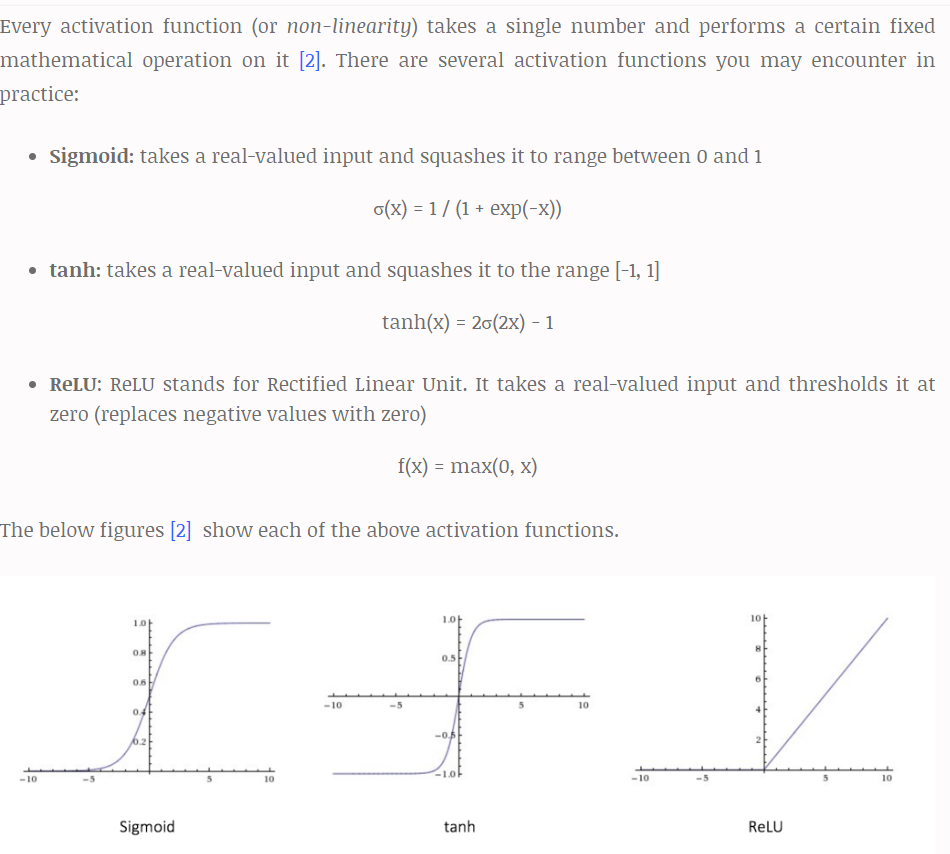 Every activation function (or non-linearity) takes a single number and performs a certain fixed
mathematical operation on it [2]. There are several activation functions you may encounter in
practice:
• Sigmoid: takes a real-valued input and squashes it to range between 0 and 1
σ(x) = 1 / (1 + exp(−x))
• tanh: takes a real-valued input and squashes it to the range [-1, 1]
tanh(x) = 2σ(2x) − 1
• ReLU: ReLU stands for Rectified Linear Unit. It takes a real-valued input and thresholds it at
zero (replaces negative values with zero)
f(x) = max(0, x)
The below figures [2] show each of the above activation functions.
1.0
0.8
0.6
0.4
0.2
-10 -5 5 10
Sigmoid
1.0
0.5
-10 -5 5 10
-0.5
-1.0
tanh
10
8
6
4
2
-10 -5 5 10
ReLU